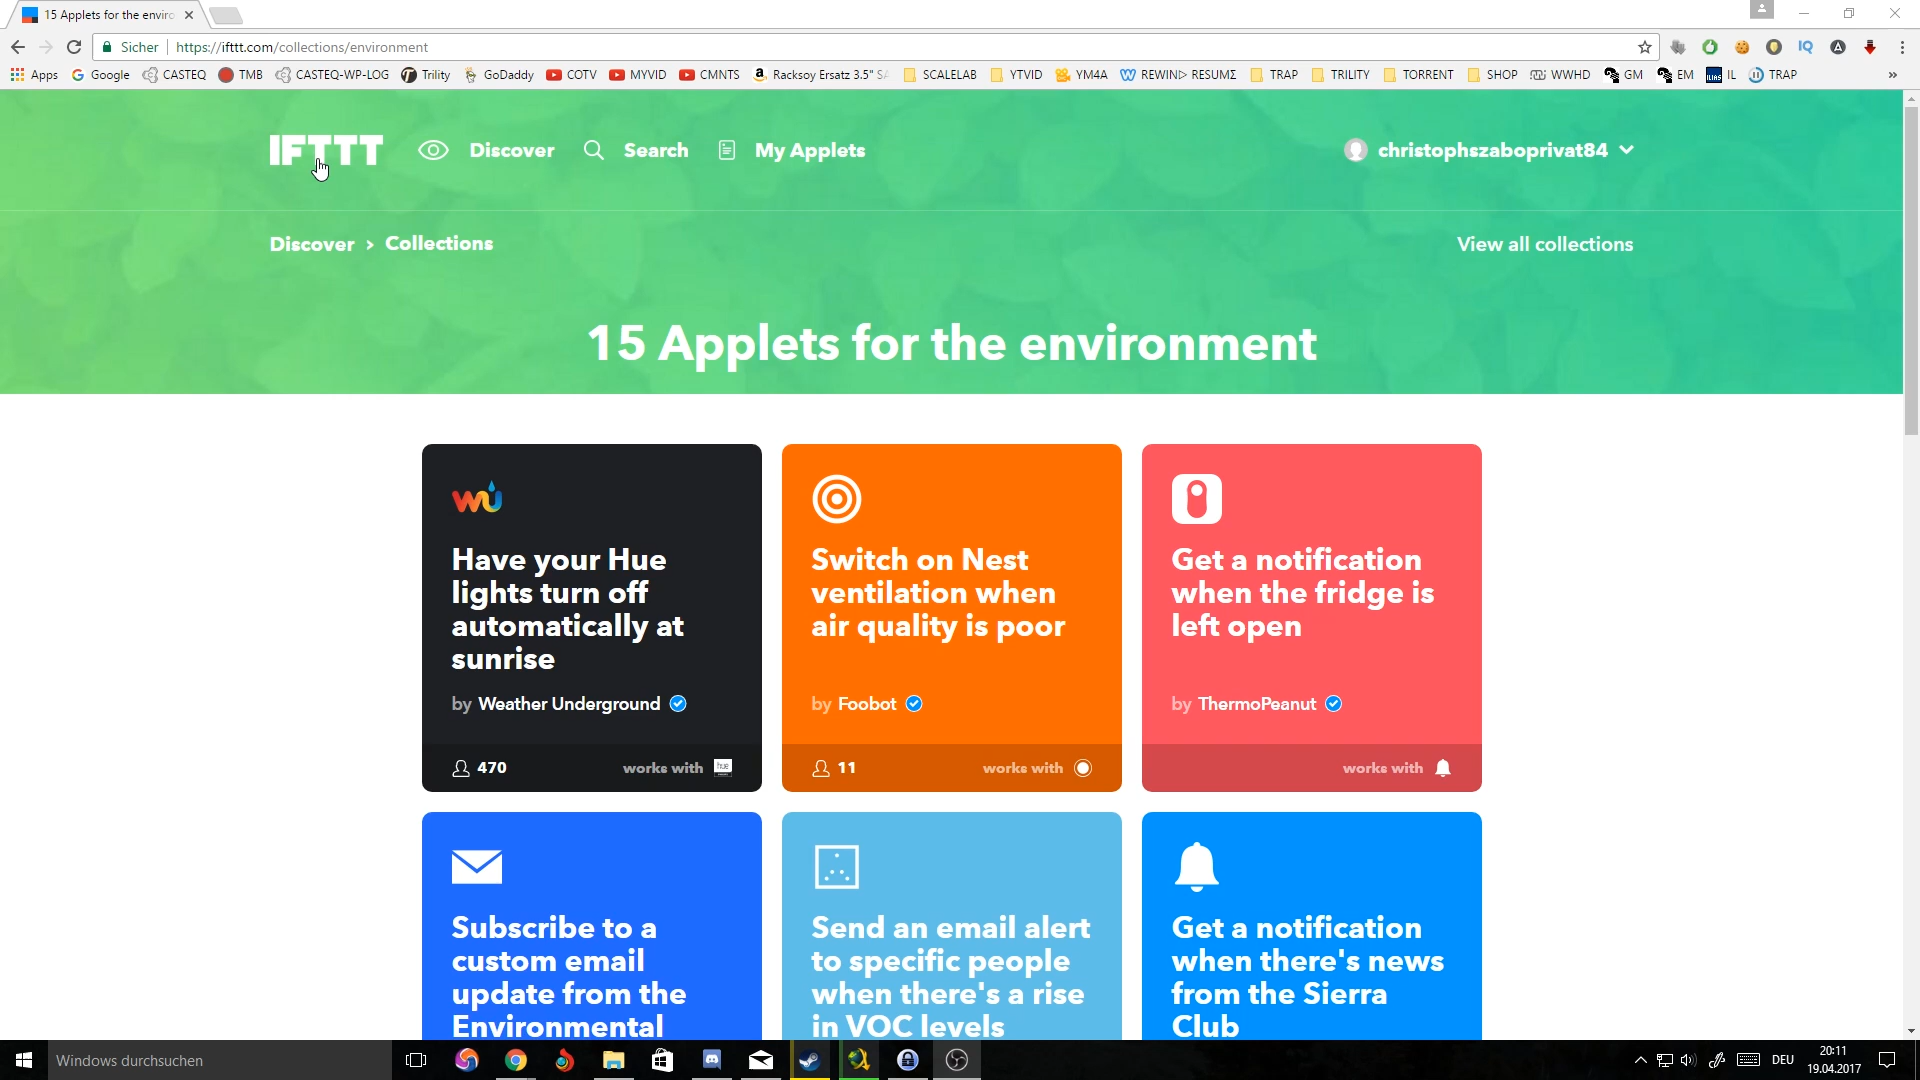 15 Applets for the enviro
Sicher https://ifttt.com/collections/environment
Apps Google CASTEQ TMB CASTEQ-WP-LOG Trility GoDaddy COTV MYVID CMNTS Racksoy Ersatz 3.5" SA SCALELAB YTVID YM4A REWIND> RESUME TRAP TRILITY TORRENT SHOP WWHD GM EM IL TRAP »
IFTTT Discover Search My Applets christophszaboprivat84
Discover > Collections View all collections
15 Applets for the environment
Have your Hue
lights turn off
automatically at
sunrise
by Weather Underground
470 works with hue
Switch on Nest
ventilation when
air quality is poor
by Foobot
11 works with
Get a notification
when the fridge is
left open
by ThermoPeanut
works with
Subscribe to a
custom email
update from the
Environmental
Send an email alert
to specific people
when there's a rise
in VOC levels
Get a notification
when there's news
from the Sierra
Club
Windows durchsuchen
DEU
20:11
19.04.2017